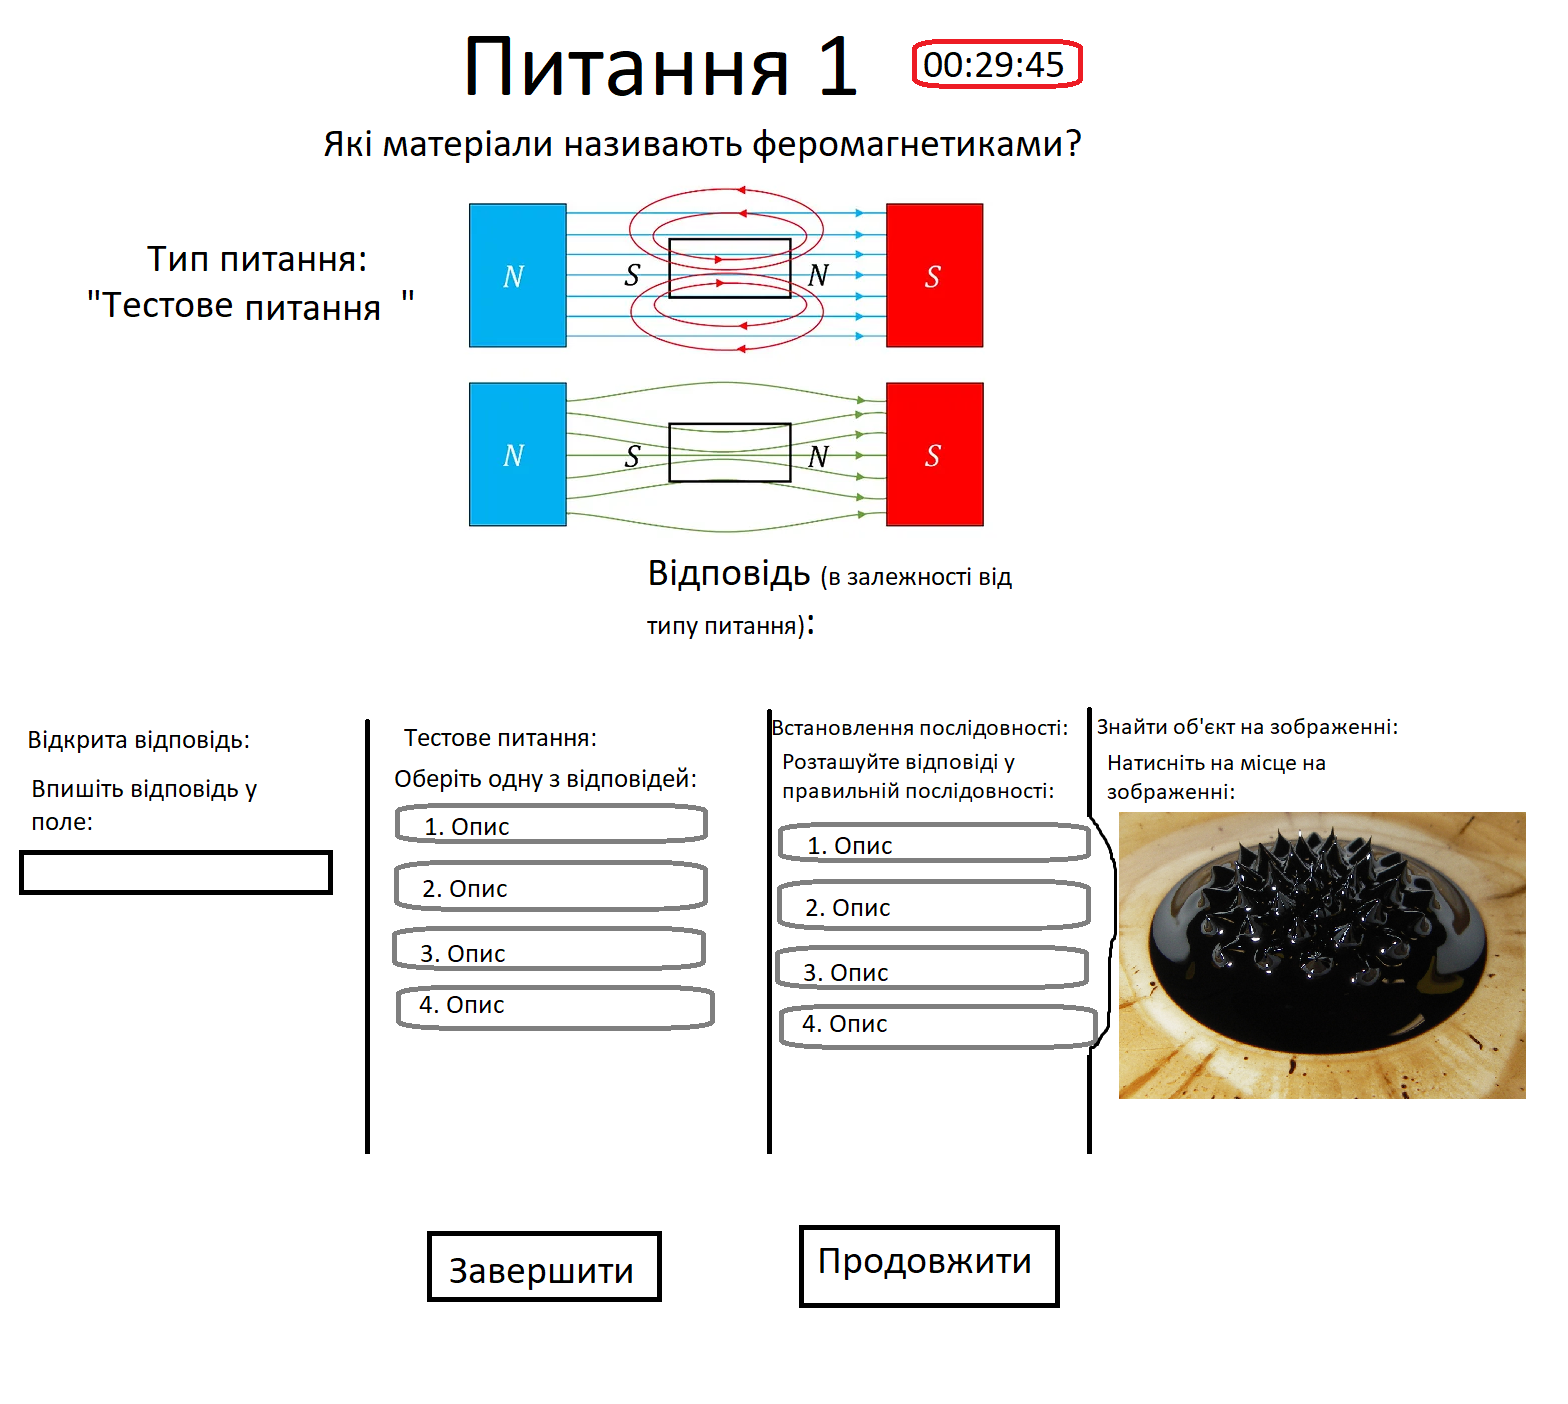 Питання 1
00:29:45
Які матеріали називають феромагнетиками?
Тип питання:
"Тестове питання "
N
S
N
S
N
S
N
S
Відповідь (в залежності від
типу питання):
Відкрита відповідь:
Впишіть відповідь у
поле:
Тестове питання:
Оберіть одну з відповідей:
1. Опис
2. Опис
3. Опис
4. Опис
Встановлення послідовності:
Розташуйте відповіді у
правильній послідовності:
1. Опис
2. Опис
3. Опис
4. Опис
Знайти об'єкт на зображенні:
Натисніть на місце на
зображенні:
Завершити
Продовжити